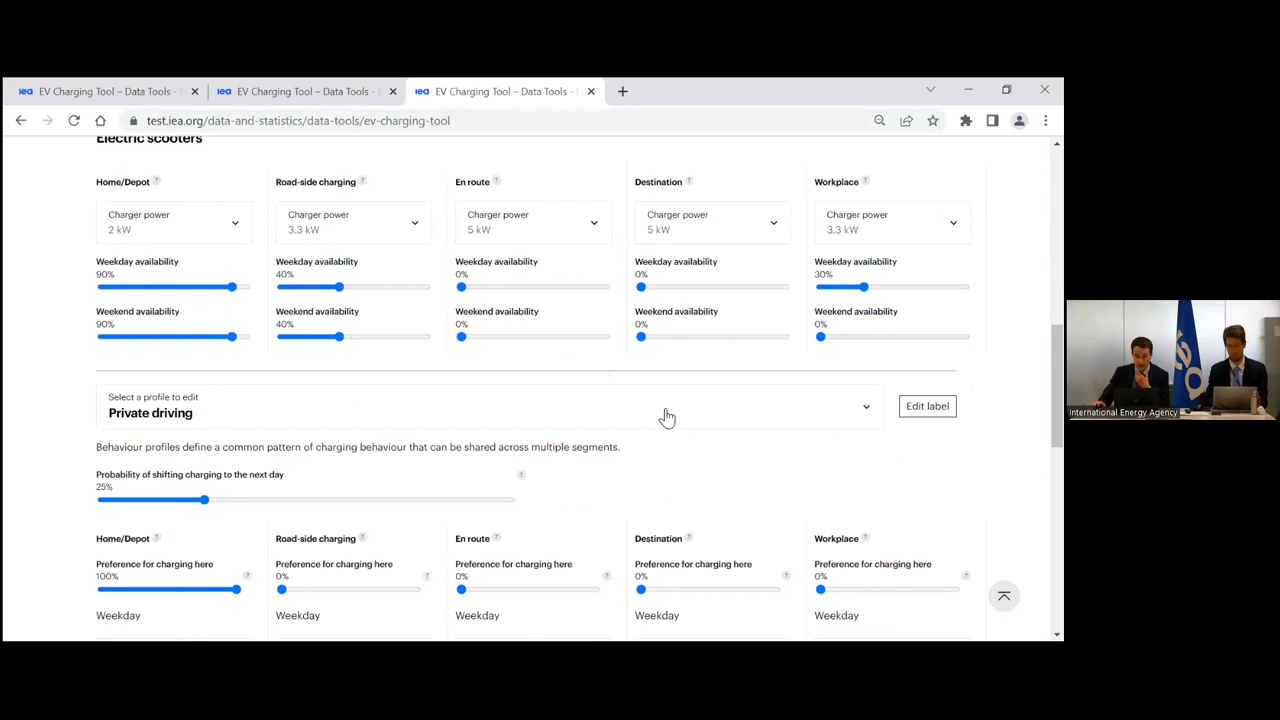 iea EV Charging Tool – Data Tools - iea EV Charging Tool – Data Tools - iea EV Charging Tool – Data Tools -
test.iea.org/data-and-statistics/data-tools/ev-charging-tool
Electric scooters
Home/Depot ? Road-side charging ? En route ? Destination ? Workplace ?
Charger power Charger power Charger power Charger power Charger power
2 kW 3.3 kW 5 kW 5 kW 3.3 kW
Weekday availability Weekday availability Weekday availability Weekday availability Weekday availability
90% 40% 0% 0% 30%
Weekend availability Weekend availability Weekend availability Weekend availability Weekend availability
90% 40% 0% 0% 0%
Select a profile to edit
Private driving
Edit label
Behaviour profiles define a common pattern of charging behaviour that can be shared across multiple segments.
Probability of shifting charging to the next day ?
25%
Home/Depot ? Road-side charging ? En route ? Destination ? Workplace ?
Preference for charging here Preference for charging here Preference for charging here Preference for charging here Preference for charging here
100% ? 0% ? 0% ? 0% ? 0% ?
Weekday Weekday Weekday Weekday Weekday
iea
International Energy Agency